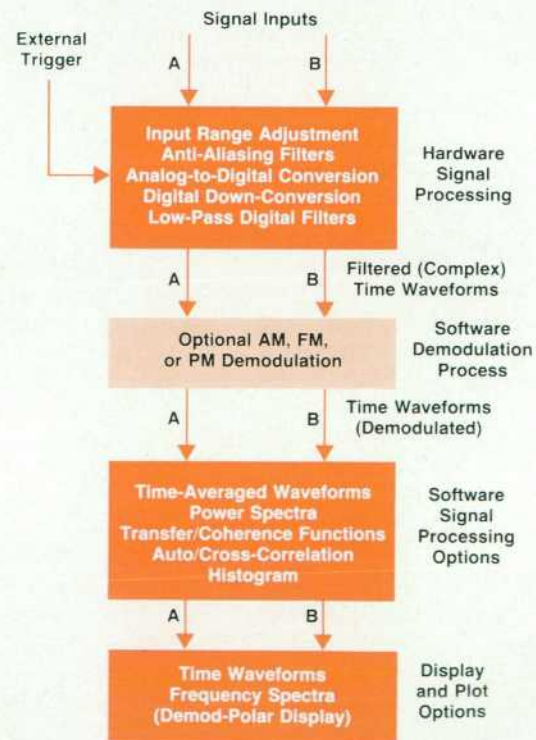 Signal Inputs
External
Trigger
A
B
Input Range Adjustment
Anti-Aliasing Filters
Analog-to-Digital Conversion
Digital Down-Conversion
Low-Pass Digital Filters
Hardware
Signal
Processing
A
B
Filtered (Complex)
Time Waveforms
Optional AM, FM,
or PM Demodulation
Software
Demodulation
Process
A
B
Time Waveforms
(Demodulated)
Time-Averaged Waveforms
Power Spectra
Transfer/Coherence Functions
Auto/Cross-Correlation
Histogram
Software
Signal
Processing
Options
A
B
Time Waveforms
Frequency Spectra
(Demod-Polar Display)
Display
and Plot
Options